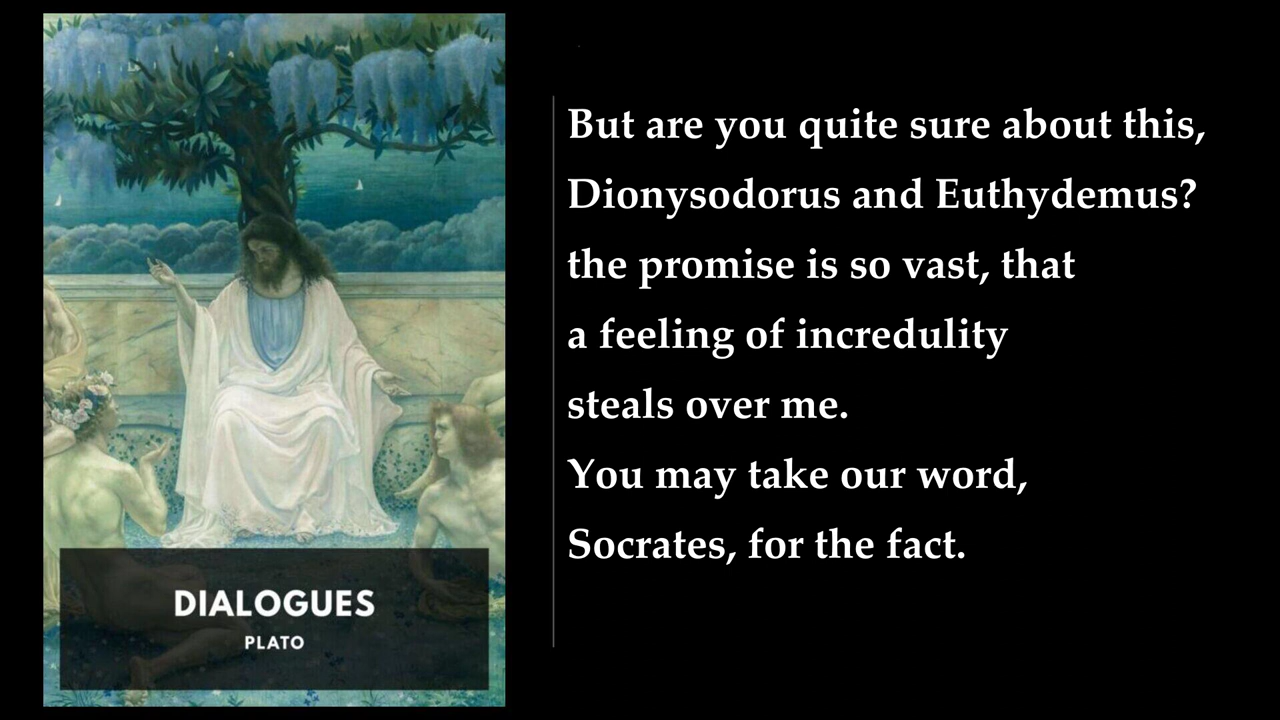 DIALOGUES
PLATO
But are you quite sure about this,
Dionysodorus and Euthydemus?
the promise is so vast, that
a feeling of incredulity
steals over me.
You may take our word,
Socrates, for the fact.